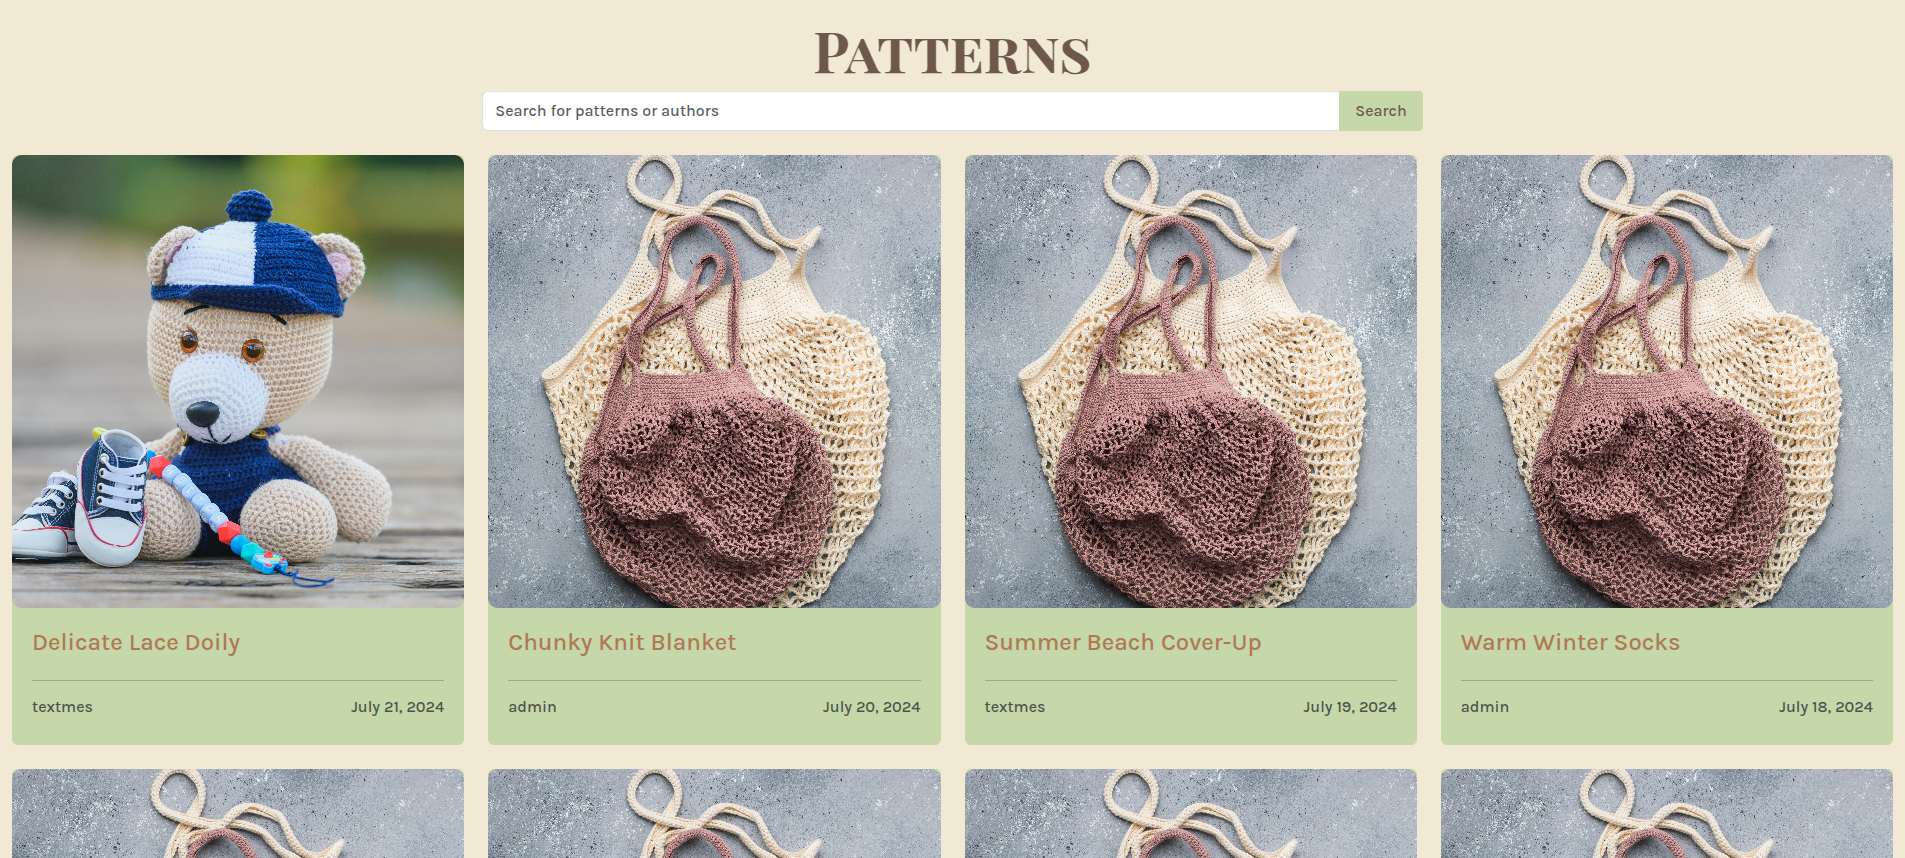 Patterns
Search for patterns or authors
Search
Delicate Lace Doily
textmes
July 21, 2024
Chunky Knit Blanket
admin
July 20, 2024
Summer Beach Cover-Up
textmes
July 19, 2024
Warm Winter Socks
admin
July 18, 2024